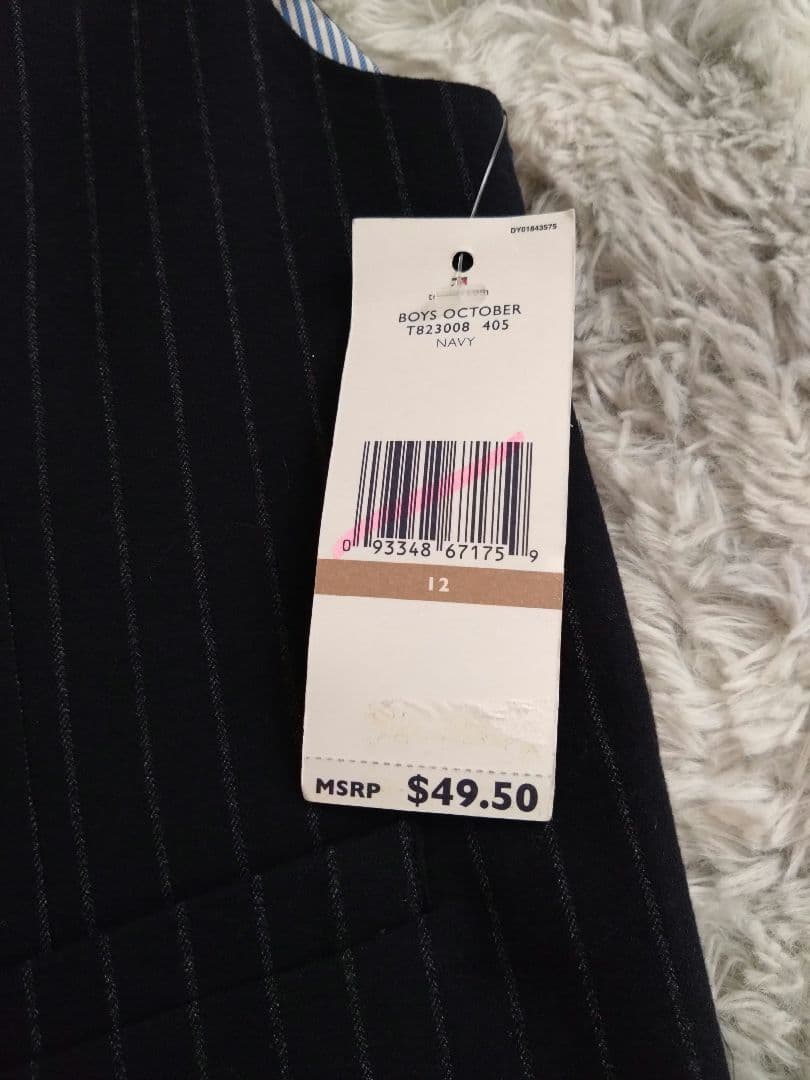 DY01843575
BOYS OCTOBER
T823008 405
NAVY
0 93348 67175 9
12
MSRP $49.50